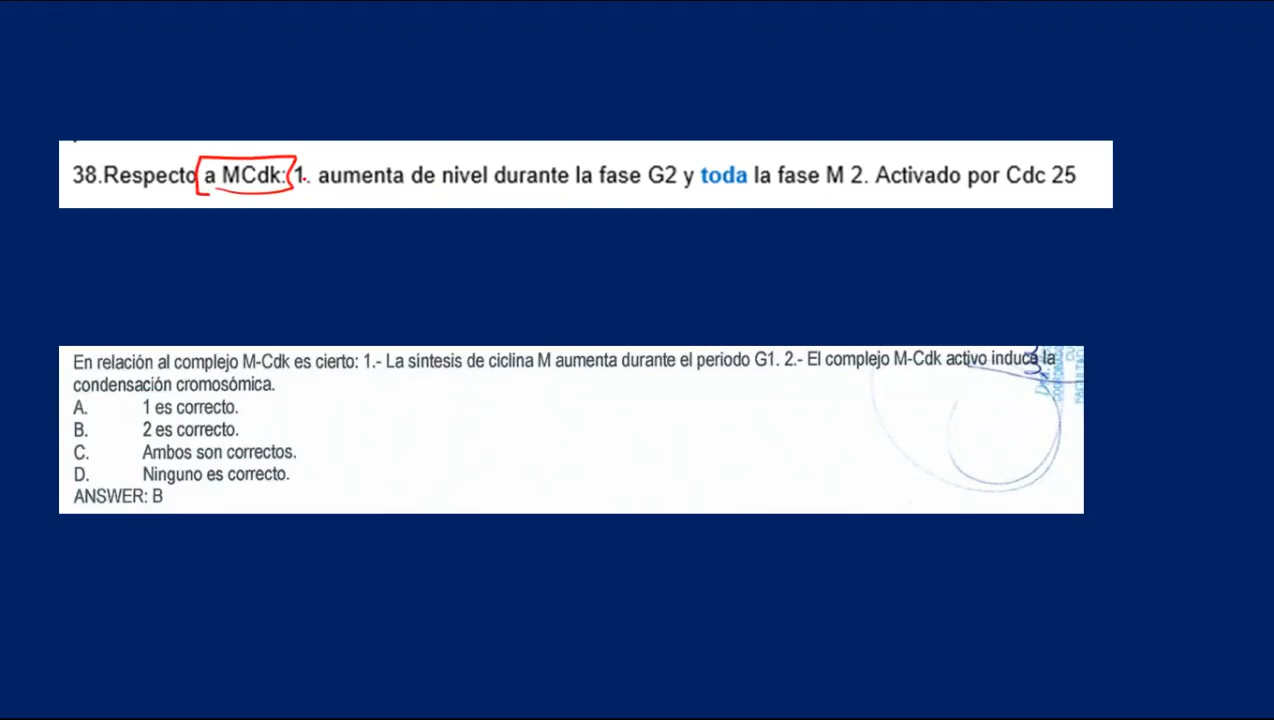 38.Respecto a MCdk: 1. aumenta de nivel durante la fase G2 y toda la fase M 2. Activado por Cdc 25
En relación al complejo M-Cdk es cierto: 1.- La sintesis de ciclina M aumenta durante el periodo G1. 2.- El complejo M-Cdk activo induce la
condensación cromosómica.
A. 1 es correcto.
B. 2 es correcto.
C. Ambos son correctos.
D. Ninguno es correcto.
ANSWER: B